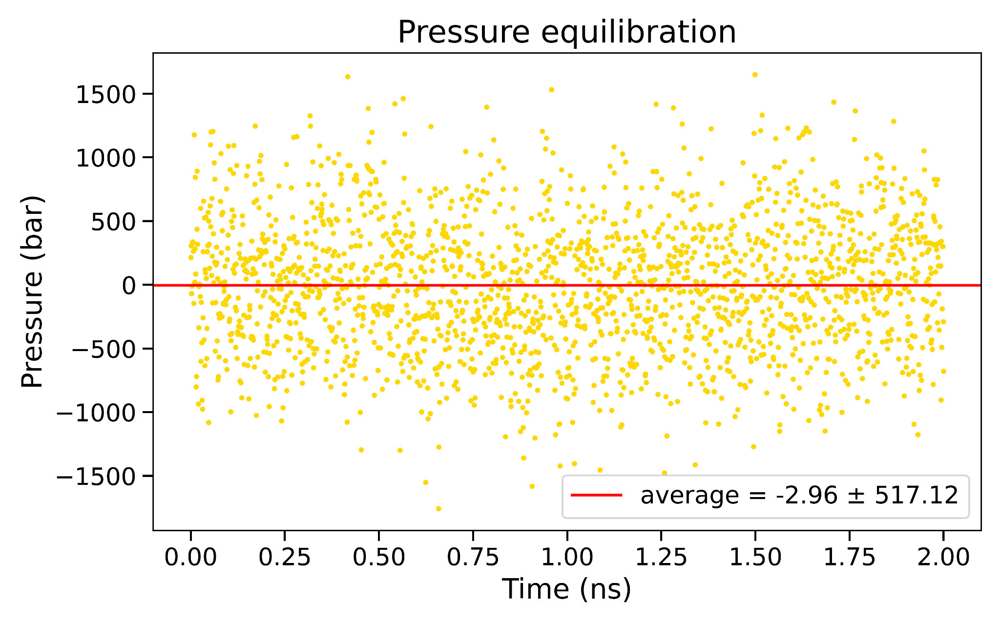 Pressure equilibration
Pressure (bar)
1500
1000
500
0
−500
−1000
−1500
average = -2.96 ± 517.12
0.00 0.25 0.50 0.75 1.00 1.25 1.50 1.75 2.00
Time (ns)